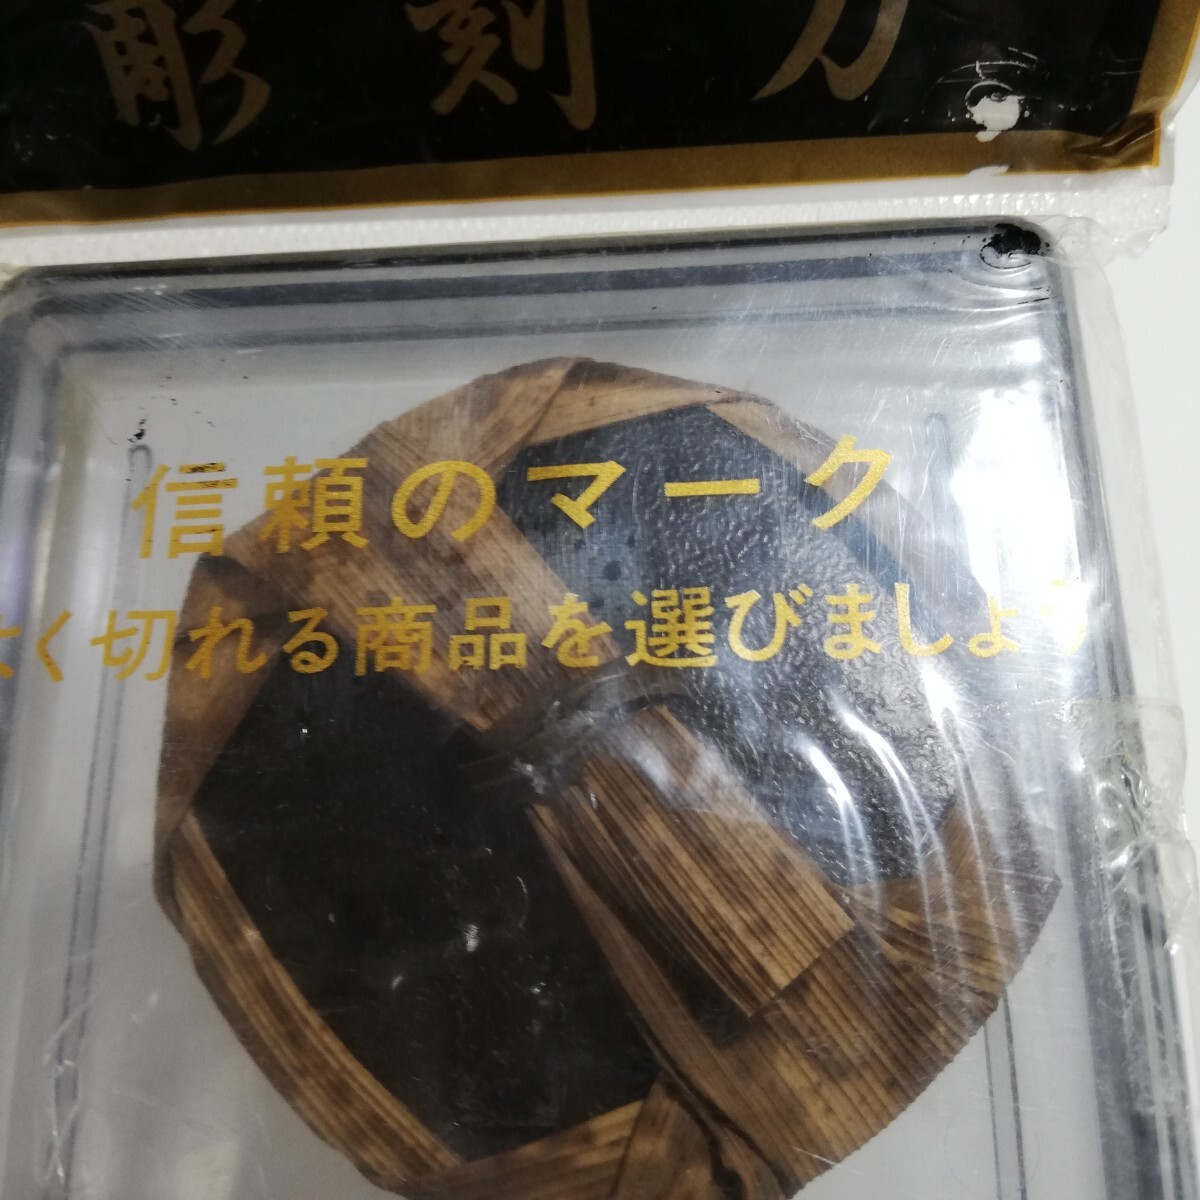 彫刻刀
信頼のマーク
よく切れる商品を選びましょう